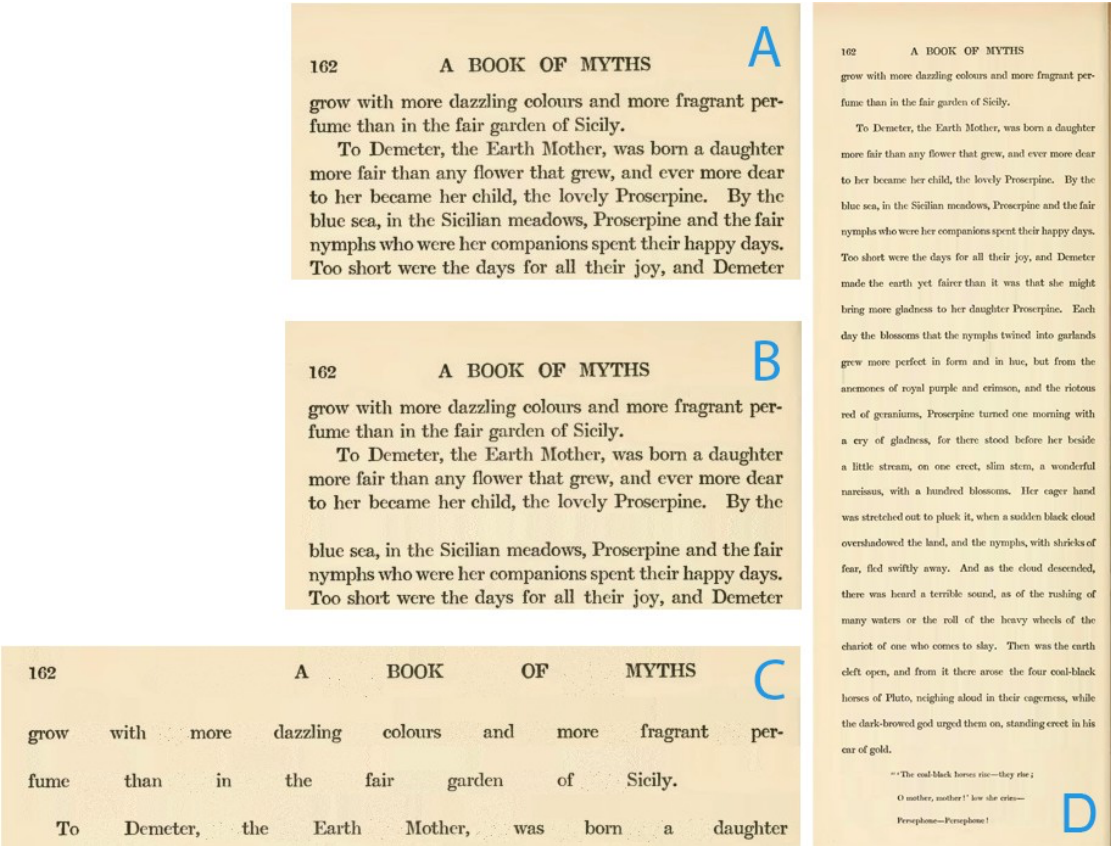 A
162 A BOOK OF MYTHS
grow with more dazzling colours and more fragrant per-
fume than in the fair garden of Sicily.
To Demeter, the Earth Mother, was born a daughter
more fair than any flower that grew, and ever more dear
to her became her child, the lovely Proserpine. By the
blue sea, in the Sicilian meadows, Proserpine and the fair
nymphs who were her companions spent their happy days.
Too short were the days for all their joy, and Demeter
B
162 A BOOK OF MYTHS
grow with more dazzling colours and more fragrant per-
fume than in the fair garden of Sicily.
To Demeter, the Earth Mother, was born a daughter
more fair than any flower that grew, and ever more dear
to her became her child, the lovely Proserpine. By the
blue sea, in the Sicilian meadows, Proserpine and the fair
nymphs who were her companions spent their happy days.
Too short were the days for all their joy, and Demeter
C
162 A BOOK OF MYTHS
grow with more dazzling colours and more fragrant per-
fume than in the fair garden of Sicily.
To Demeter, the Earth Mother, was born a daughter
162 A BOOK OF MYTHS
grow with more dazzling colours and more fragrant per-
fume than in the fair garden of Sicily.
To Demeter, the Earth Mother, was born a daughter
more fair than any flower that grew, and ever more dear
to her became her child, the lovely Proserpine. By the
blue sea, in the Sicilian meadows, Proserpine and the fair
nymphs who were her companions spent their happy days.
Too short were the days for all their joy, and Demeter
made the earth yet fairer than it was that she might
bring more gladness to her daughter Proserpine. Each
day the blossoms that the nymphs twined into garlands
grew more perfect in form and in hue, but from the
anemones of royal purple and crimson, and the riotous
red of geraniums, Proserpine turned one morning with
a cry of gladness, for there stood before her beside
a little stream, on one erect, slim stem, a wonderful
narcissus, with a hundred blossoms. Her eager hand
was stretched out to pluck it, when a sudden black cloud
overshadowed the land, and the nymphs, with shrieks of
fear, fled swiftly away. And as the cloud descended,
there was heard a terrible sound, as of the rushing of
many waters or the roll of the heavy wheels of the
chariot of one who comes to slay. Then was the earth
cleft open, and from it there arose the four coal-black
horses of Pluto, neighing aloud in their eagerness, while
the dark-browed god urged them on, standing erect in his
car of gold.
"'The coal-black horses rise—they rise;
O mother, mother!' low she cries—
Persephone—Persephone!
D